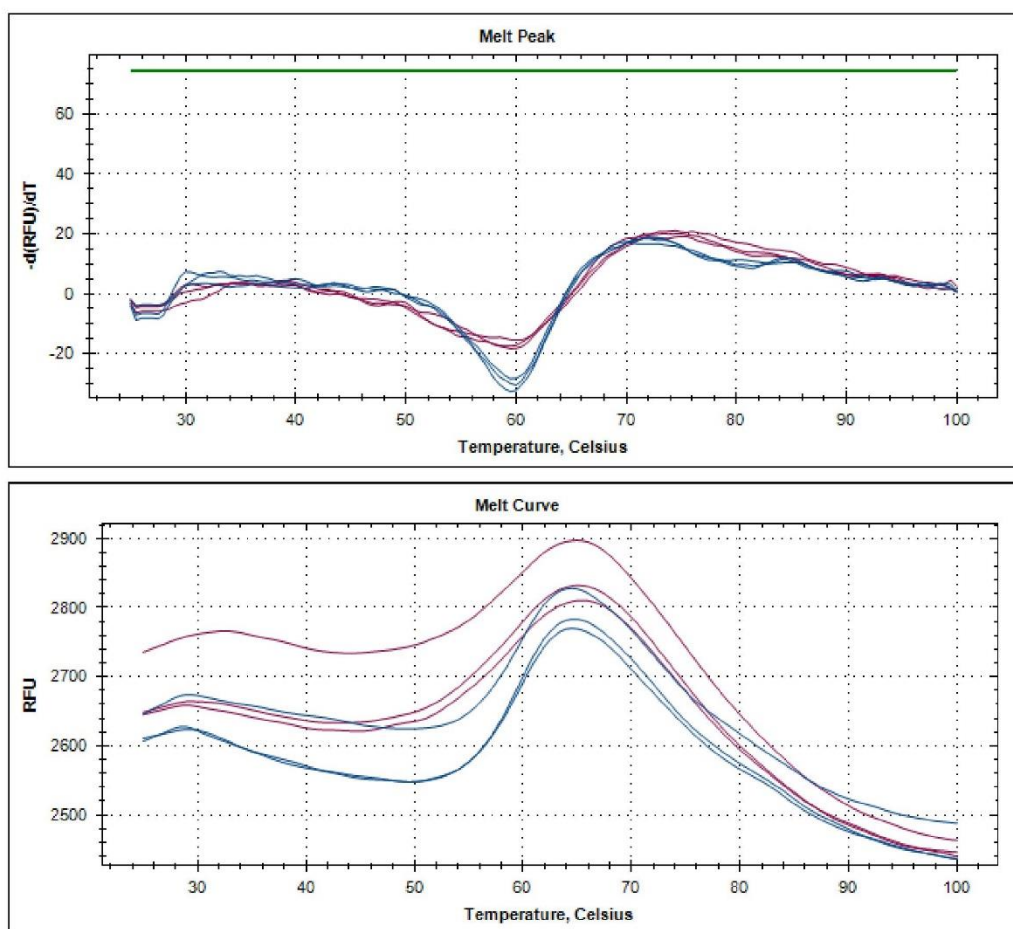 Melt Peak
60
40
20
0
-20
-d(RFU)/dT
30 40 50 60 70 80 90 100
Temperature, Celsius
Melt Curve
2900
2800
2700
2600
2500
RFU
30 40 50 60 70 80 90 100
Temperature, Celsius